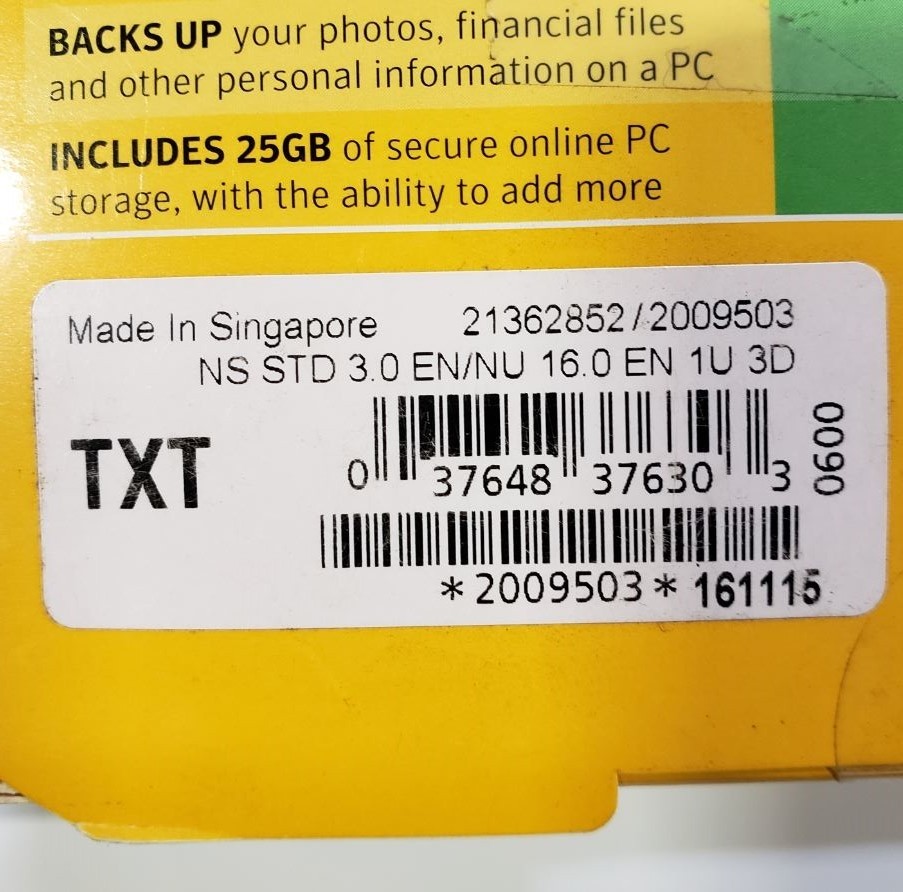 BACKS UP your photos, financial files
and other personal information on a PC
INCLUDES 25GB of secure online PC
storage, with the ability to add more
Made In Singapore 21362852/2009503
NS STD 3.0 EN/NU 16.0 EN 1U 3D
TXT
0 37648 37630 3
0600
*2009503* 161115